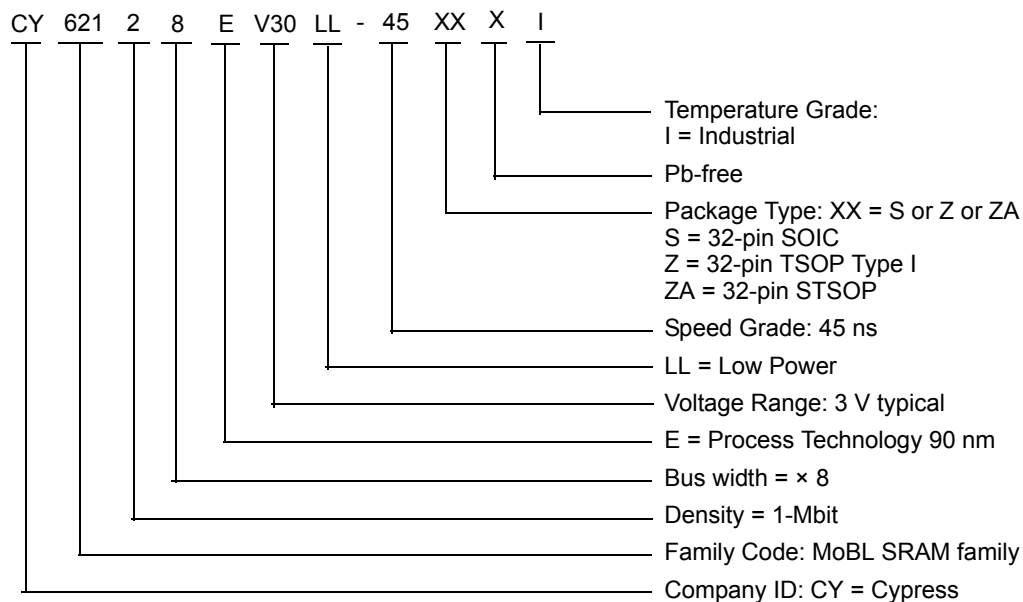 CY 621 2 8 E V30 LL - 45 XX X I
Temperature Grade:
I = Industrial
Pb-free
Package Type: XX = S or Z or ZA
S = 32-pin SOIC
Z = 32-pin TSOP Type I
ZA = 32-pin STSOP
Speed Grade: 45 ns
LL = Low Power
Voltage Range: 3 V typical
E = Process Technology 90 nm
Bus width = × 8
Density = 1-Mbit
Family Code: MoBL SRAM family
Company ID: CY = Cypress